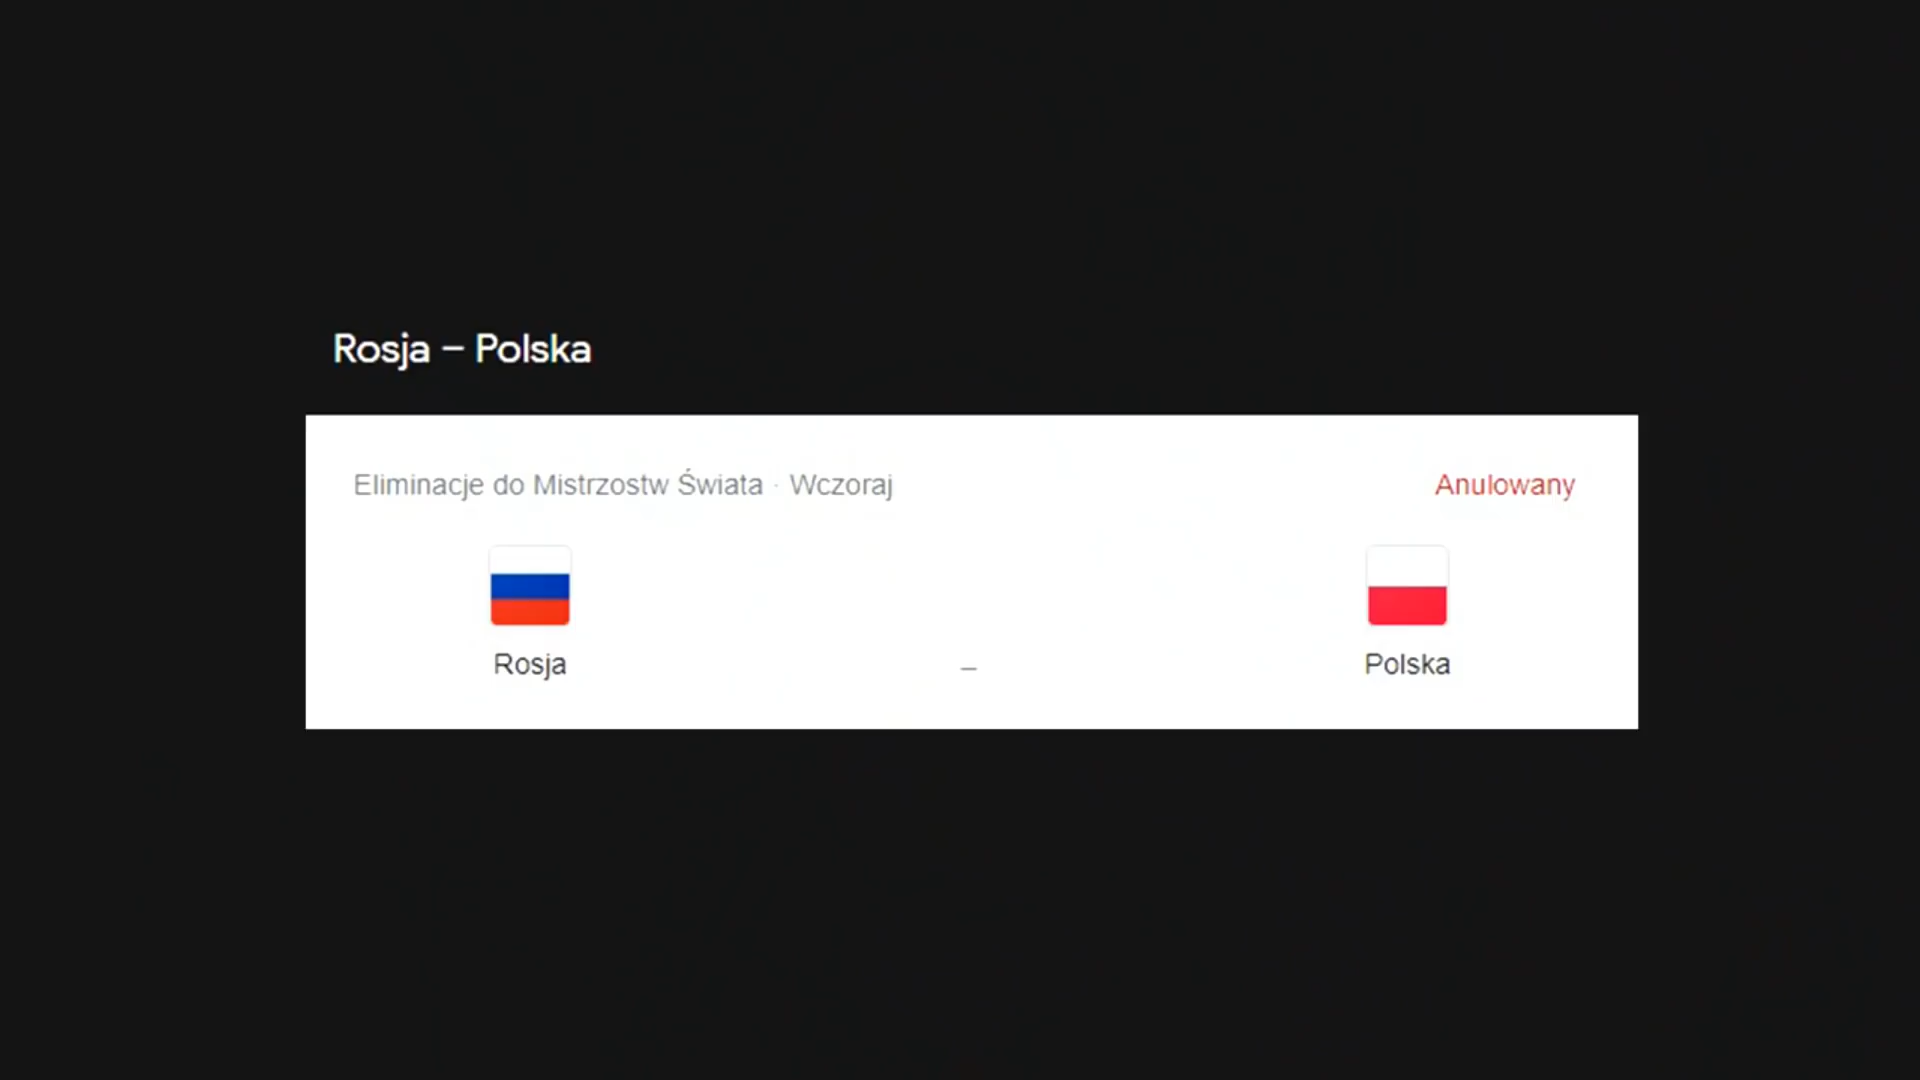 Rosja – Polska
Eliminacje do Mistrzostw Świata · Wczoraj
Anulowany
Rosja
–
Polska